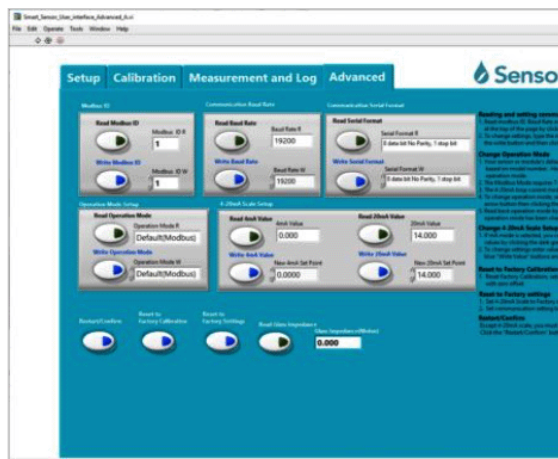 Smart_Sensor_User_interface_Advanced_6.vi
File Edit Operate Tools Window Help
Setup Calibration Measurement and Log Advanced
Senso
Modbus ID
Read Modbus ID
Modbus ID R
1
Write Modbus ID
Modbus ID W
1
Communication Baud Rate
Read Baud Rate
Baud Rate R
19200
Write Baud Rate
Baud Rate W
19200
Communication Serial Format
Read Serial Format
Serial Format R
8 data bit No Parity, 1 stop bit
Write Serial Format
Serial Format W
8 data bit No Parity, 1 stop bit
Operation Mode Setup
Read Operation Mode
Operation Mode R
Default(Modbus)
Write Operation Mode
Operation Mode W
Default(Modbus)
4-20mA Scale Setup
Read 4mA Value
4mA Value
0.000
Write 4mA Value
New 4mA Set Point
0.0000
Read 20mA Value
20mA Value
14.000
Write 20mA Value
New 20mA Set Point
14.000
Restart/Confirm
Reset to
Factory Calibration
Reset to
Factory Settings
Read Glass Impedance
Glass Impedance(Mohm)
0.000
Reading and setting commu
Change Operation Mode
Change 4-20mA Scale Setup
Reset to Factory Calibration
Reset to Factory settings
Restart/Confirm